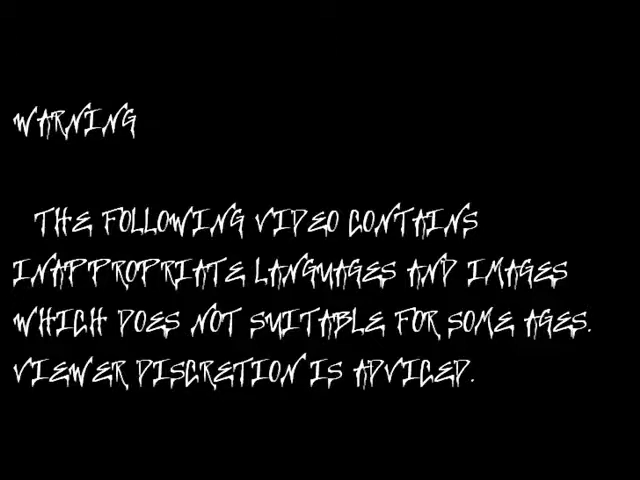 WARNING
THE FOLLOWING VIDEO CONTAINS
INAPPROPRIATE LANGUAGES AND IMAGES
WHICH DOES NOT SUITABLE FOR SOME AGES.
VIEWER DISCRETION IS ADVICED.